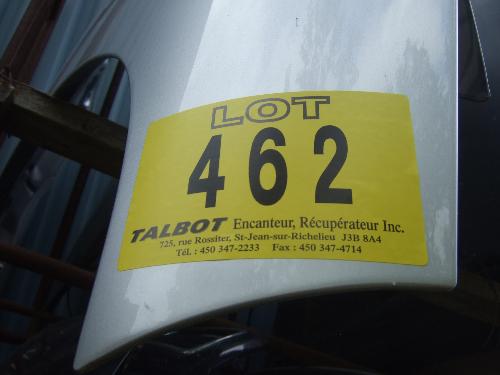 LOT
462
TALBOT Encanteur, Récupérateur Inc.
725, rue Rossiter, St-Jean-sur-Richelieu J3B 8A4
Tél. : 450 347-2233 Fax : 450 347-4714